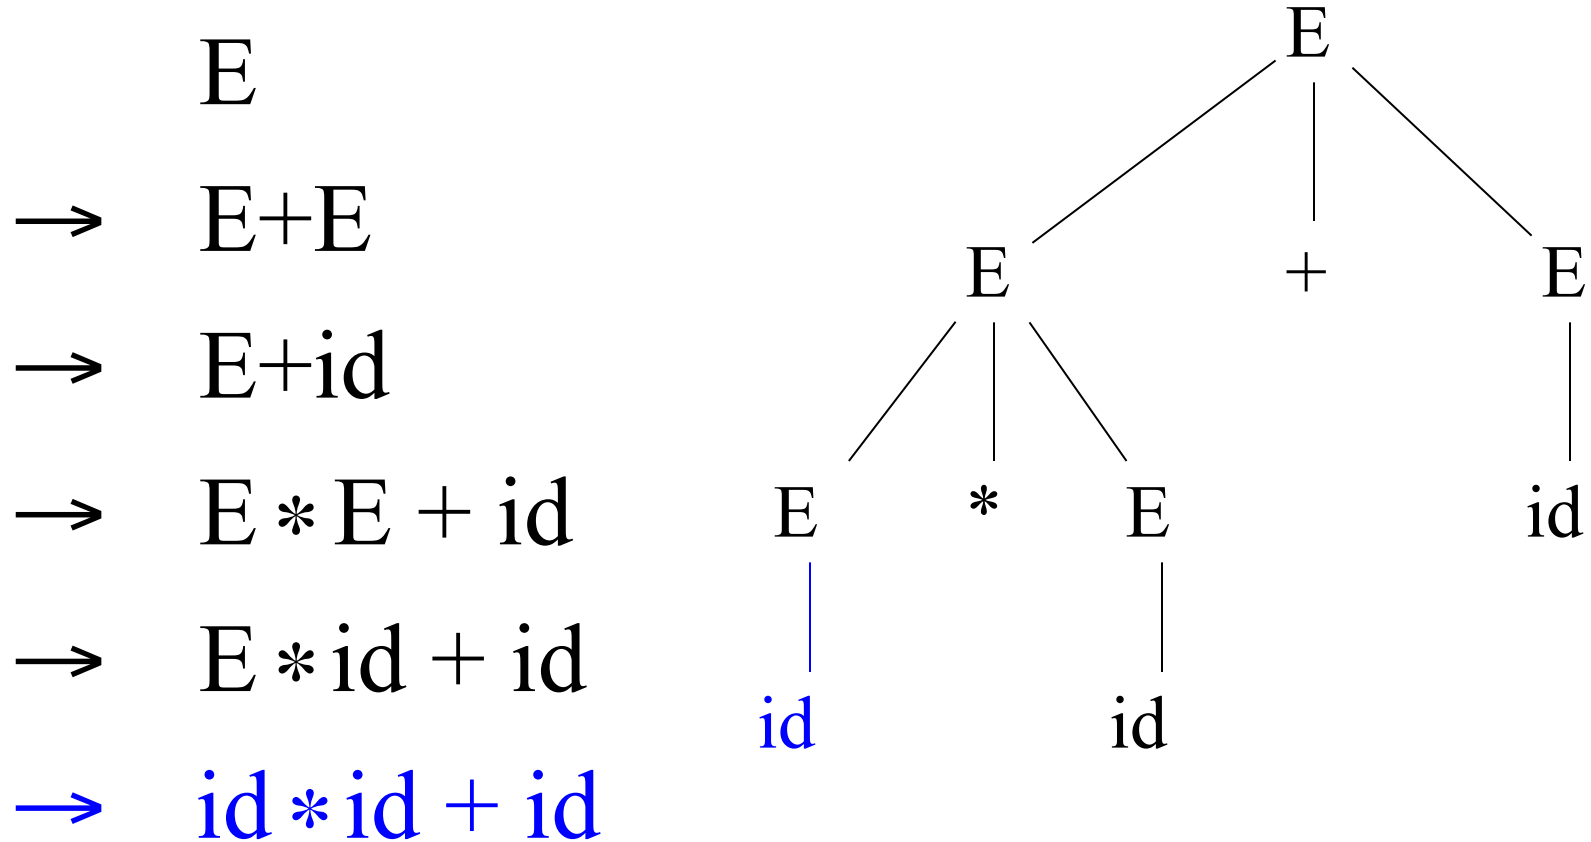 E
→ E+E
→ E+id
→ E * E + id
→ E * id + id
→ id * id + id
E
E + E
E * E id
id id